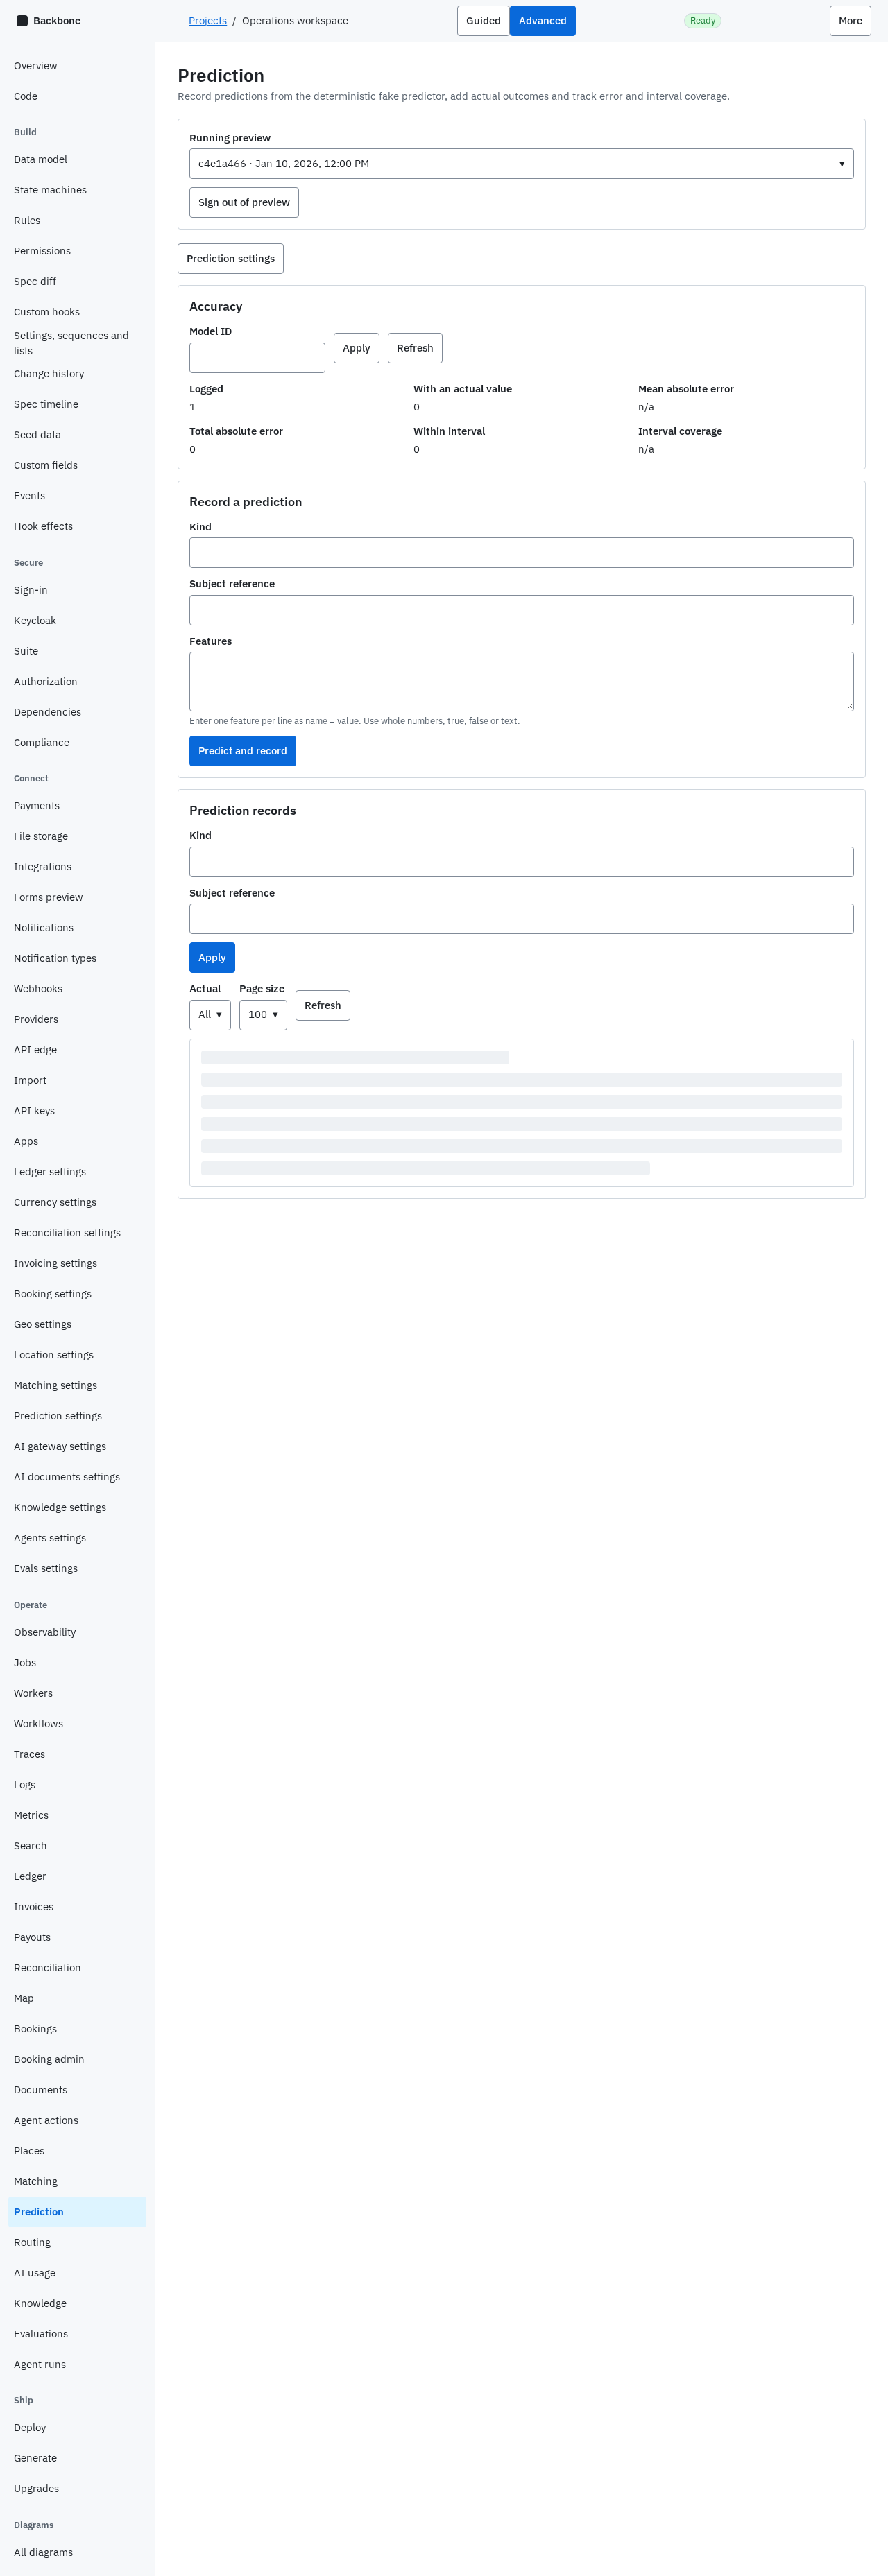 Backbone
Projects / Operations workspace
Guided
Advanced
Ready
More
Overview
Code
Build
Data model
State machines
Rules
Permissions
Spec diff
Custom hooks
Settings, sequences and
lists
Change history
Spec timeline
Seed data
Custom fields
Events
Hook effects
Secure
Sign-in
Keycloak
Suite
Authorization
Dependencies
Compliance
Connect
Payments
File storage
Integrations
Forms preview
Notifications
Notification types
Webhooks
Providers
API edge
Import
API keys
Apps
Ledger settings
Currency settings
Reconciliation settings
Invoicing settings
Booking settings
Geo settings
Location settings
Matching settings
Prediction settings
AI gateway settings
AI documents settings
Knowledge settings
Agents settings
Evals settings
Operate
Observability
Jobs
Workers
Workflows
Traces
Logs
Metrics
Search
Ledger
Invoices
Payouts
Reconciliation
Map
Bookings
Booking admin
Documents
Agent actions
Places
Matching
Prediction
Routing
AI usage
Knowledge
Evaluations
Agent runs
Ship
Deploy
Generate
Upgrades
Diagrams
All diagrams
Prediction
Record predictions from the deterministic fake predictor, add actual outcomes and track error and interval coverage.
Running preview
c4e1a466 · Jan 10, 2026, 12:00 PM
Sign out of preview
Prediction settings
Accuracy
Model ID
Apply
Refresh
Logged
1
With an actual value
0
Mean absolute error
n/a
Total absolute error
0
Within interval
0
Interval coverage
n/a
Record a prediction
Kind
Subject reference
Features
Enter one feature per line as name = value. Use whole numbers, true, false or text.
Predict and record
Prediction records
Kind
Subject reference
Apply
Actual
All
Page size
100
Refresh